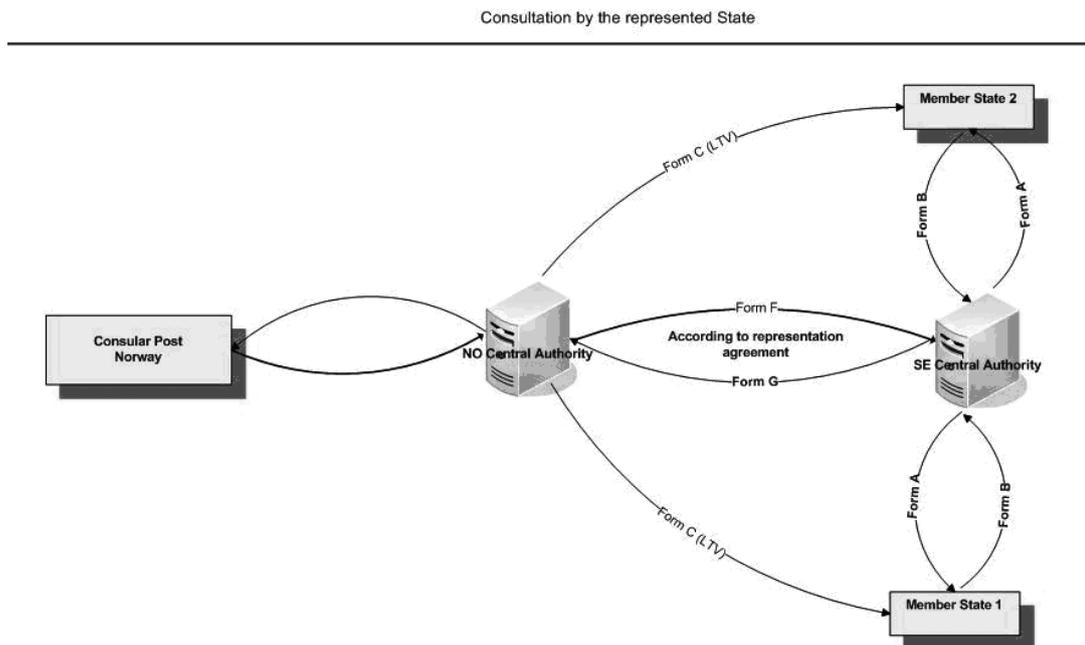 Consultation by the represented State
Member State 2
Form C (LTV)
Form B
Form A
Form F
According to representation
agreement
Form G
Consular Post
Norway
NO Central Authority
SE Central Authority
Form A
Form B
Form C (LTV)
Member State 1